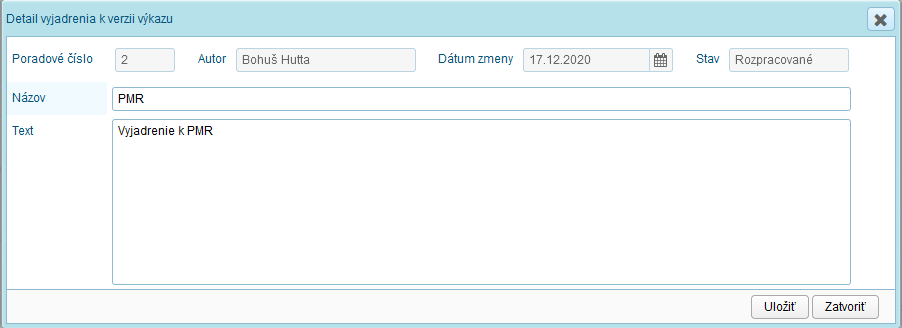 Detail vyjadrenia k verzii výkazu
Poradové číslo 2 Autor Bohuš Hutta Dátum zmeny 17.12.2020 Stav Rozpracované
Názov PMR
Text Vyjadrenie k PMR
Uložiť Zatvoriť